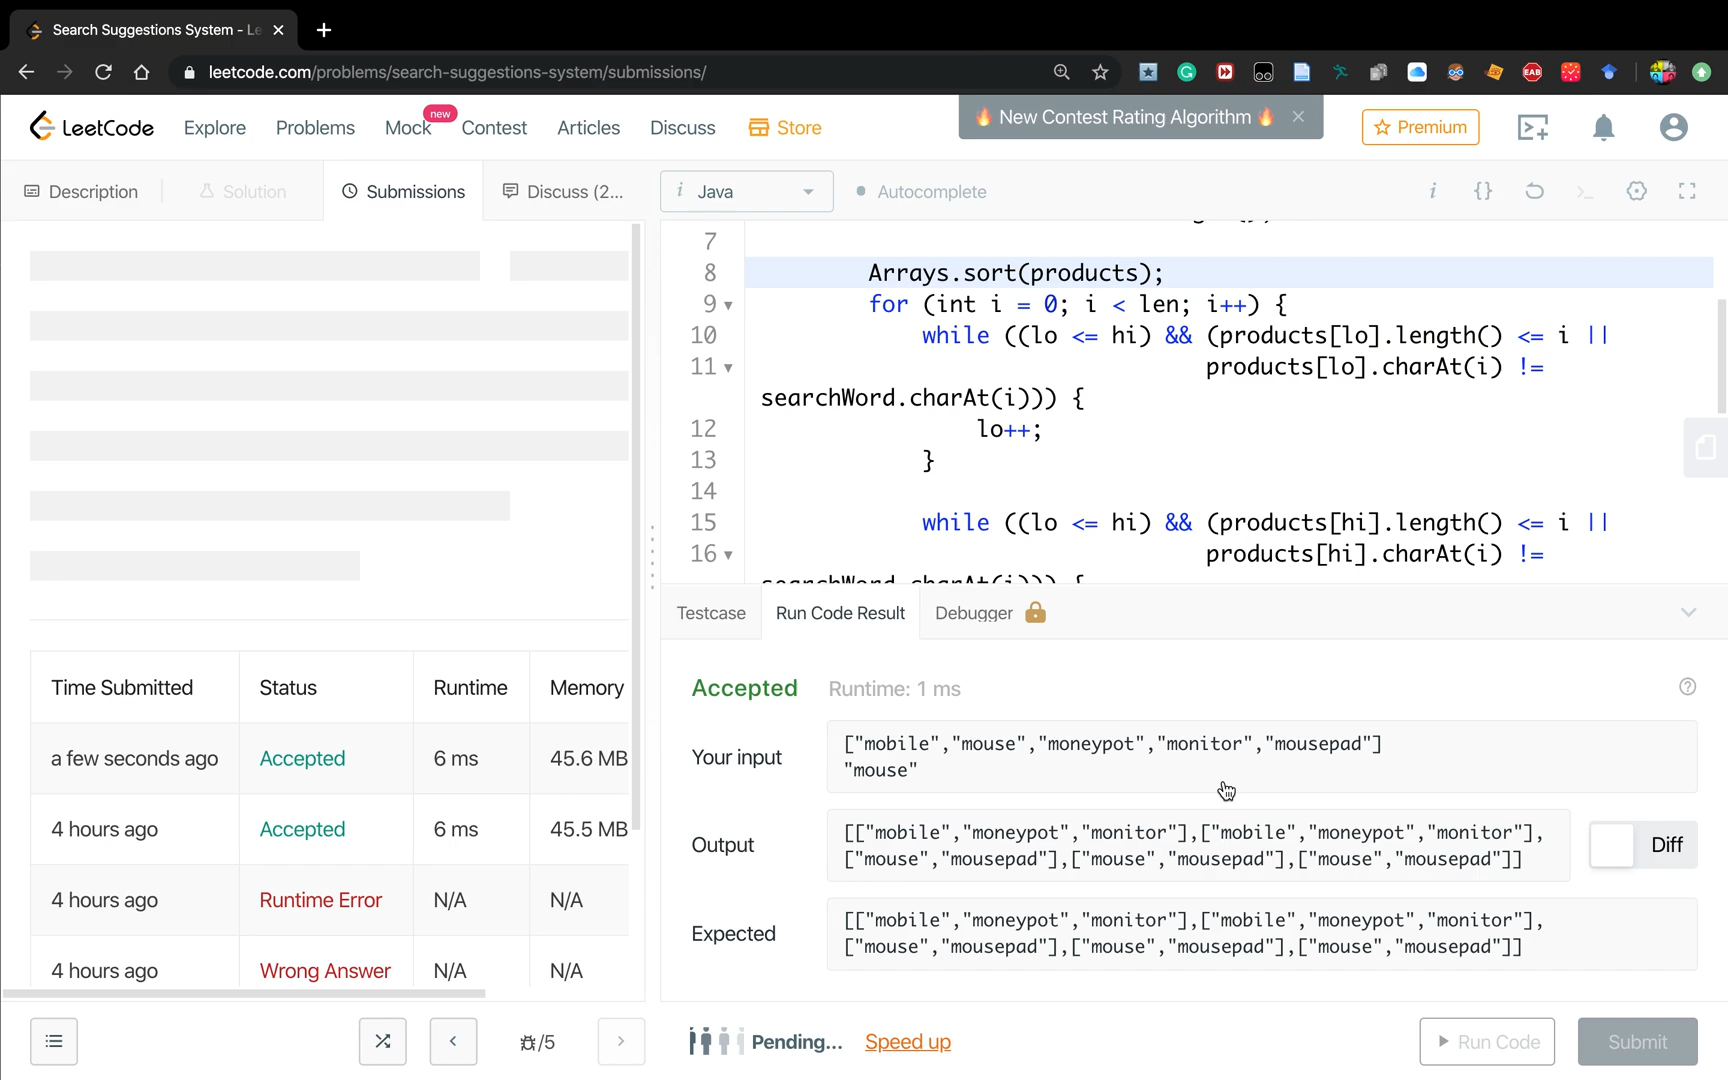 Search Suggestions System - Le
leetcode.com/problems/search-suggestions-system/submissions/
EAB
LeetCode
Explore
Problems
Mock
new
Contest
Articles
Discuss
Store
🔥 New Contest Rating Algorithm 🔥
Premium
Description
Solution
Submissions
Discuss (2...
i Java
Autocomplete
7
8 Arrays.sort(products);
9 for (int i = 0; i < len; i++) {
10 while ((lo <= hi) && (products[lo].length() <= i ||
11 products[lo].charAt(i) !=
searchWord.charAt(i))) {
12 lo++;
13 }
14
15 while ((lo <= hi) && (products[hi].length() <= i ||
16 products[hi].charAt(i) !=
searchWord.charAt(i))) {
Testcase
Run Code Result
Debugger
Accepted Runtime: 1 ms
Your input
["mobile","mouse","moneypot","monitor","mousepad"]
"mouse"
Output
[["mobile","moneypot","monitor"],["mobile","moneypot","monitor"],
["mouse","mousepad"],["mouse","mousepad"],["mouse","mousepad"]]
Diff
Expected
[["mobile","moneypot","monitor"],["mobile","moneypot","monitor"],
["mouse","mousepad"],["mouse","mousepad"],["mouse","mousepad"]]
Time Submitted Status Runtime Memory
a few seconds ago Accepted 6 ms 45.6 MB
4 hours ago Accepted 6 ms 45.5 MB
4 hours ago Runtime Error N/A N/A
4 hours ago Wrong Answer N/A N/A
/5
Pending...
Speed up
Run Code
Submit